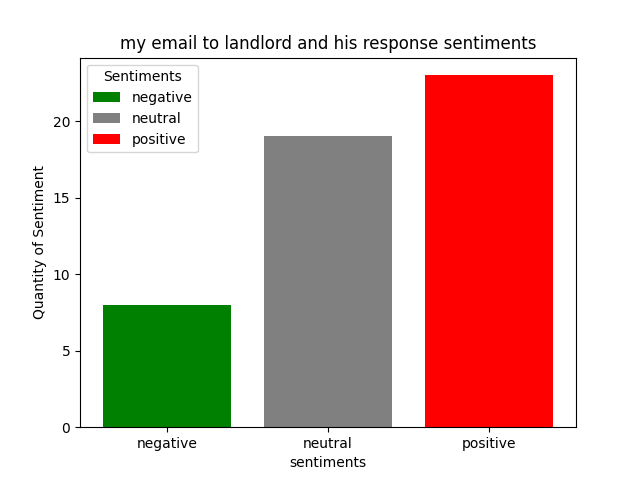 my email to landlord and his response sentiments
Sentiments
negative
neutral
positive
Quantity of Sentiment
20
15
10
5
0
negative neutral positive
sentiments